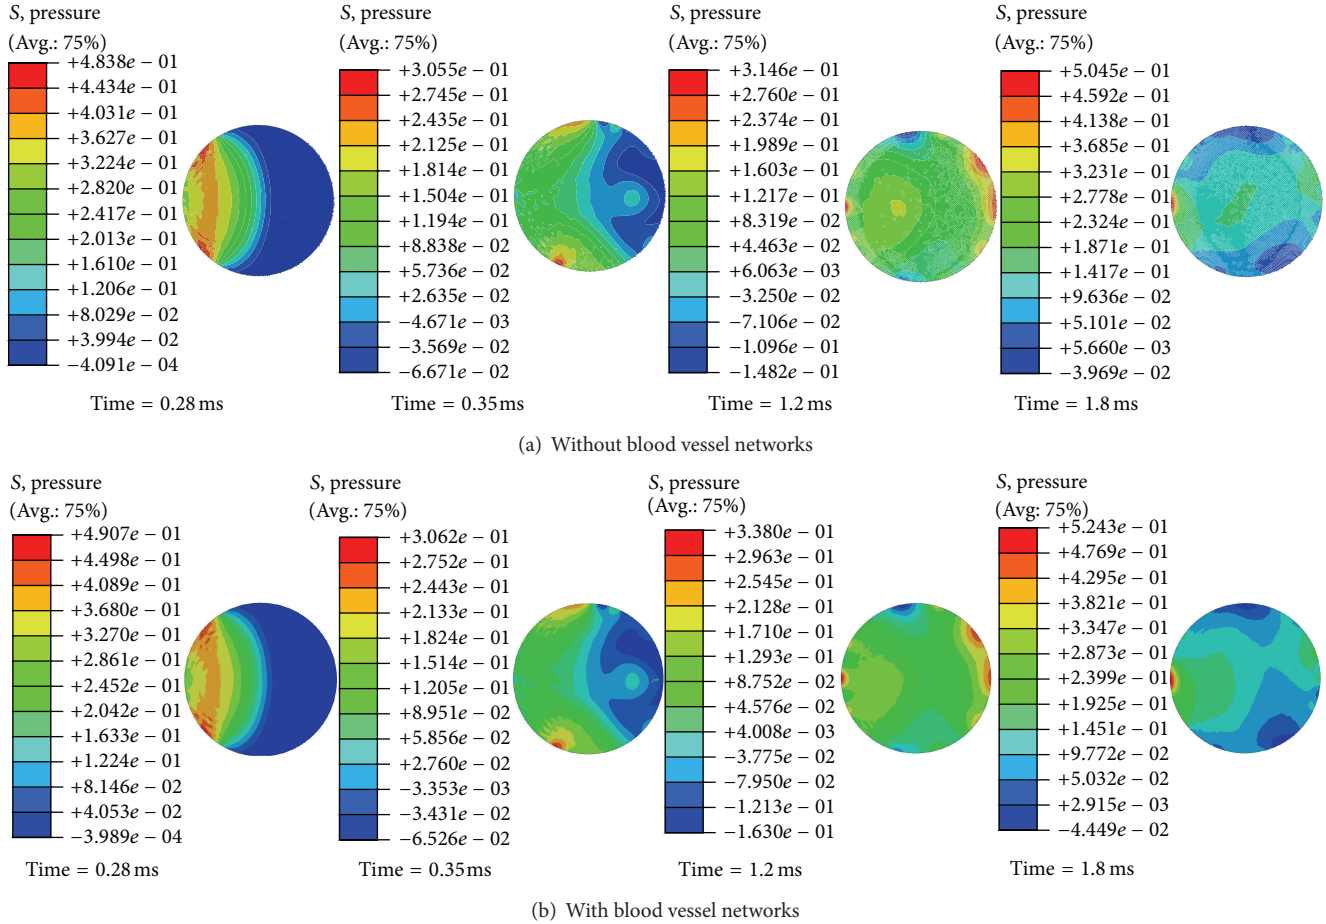 S, pressure
(Avg.: 75%)
+4.838e − 01
+4.434e − 01
+4.031e − 01
+3.627e − 01
+3.224e − 01
+2.820e − 01
+2.417e − 01
+2.013e − 01
+1.610e − 01
+1.206e − 01
+8.029e − 02
+3.994e − 02
−4.091e − 04
Time = 0.28 ms
S, pressure
(Avg.: 75%)
+3.055e − 01
+2.745e − 01
+2.435e − 01
+2.125e − 01
+1.814e − 01
+1.504e − 01
+1.194e − 01
+8.838e − 02
+5.736e − 02
+2.635e − 02
−4.671e − 03
−3.569e − 02
−6.671e − 02
Time = 0.35 ms
S, pressure
(Avg.: 75%)
+3.146e − 01
+2.760e − 01
+2.374e − 01
+1.989e − 01
+1.603e − 01
+1.217e − 01
+8.319e − 02
+4.463e − 02
+6.063e − 03
−3.250e − 02
−7.106e − 02
−1.096e − 01
−1.482e − 01
Time = 1.2 ms
S, pressure
(Avg.: 75%)
+5.045e − 01
+4.592e − 01
+4.138e − 01
+3.685e − 01
+3.231e − 01
+2.778e − 01
+2.324e − 01
+1.871e − 01
+1.417e − 01
+9.636e − 02
+5.101e − 02
+5.660e − 03
−3.969e − 02
Time = 1.8 ms
(a) Without blood vessel networks
S, pressure
(Avg.: 75%)
+4.907e − 01
+4.498e − 01
+4.089e − 01
+3.680e − 01
+3.270e − 01
+2.861e − 01
+2.452e − 01
+2.042e − 01
+1.633e − 01
+1.224e − 01
+8.146e − 02
+4.053e − 02
−3.989e − 04
Time = 0.28 ms
S, pressure
(Avg.: 75%)
+3.062e − 01
+2.752e − 01
+2.443e − 01
+2.133e − 01
+1.824e − 01
+1.514e − 01
+1.205e − 01
+8.951e − 02
+5.856e − 02
+2.760e − 02
−3.353e − 03
−3.431e − 02
−6.526e − 02
Time = 0.35 ms
S, pressure
(Avg.: 75%)
+3.380e − 01
+2.963e − 01
+2.545e − 01
+2.128e − 01
+1.710e − 01
+1.293e − 01
+8.752e − 02
+4.576e − 02
+4.008e − 03
−3.775e − 02
−7.950e − 02
−1.213e − 01
−1.630e − 01
Time = 1.2 ms
S, pressure
(Avg.: 75%)
+5.243e − 01
+4.769e − 01
+4.295e − 01
+3.821e − 01
+3.347e − 01
+2.873e − 01
+2.399e − 01
+1.925e − 01
+1.451e − 01
+9.772e − 02
+5.032e − 02
+2.915e − 03
−4.449e − 02
Time = 1.8 ms
(b) With blood vessel networks